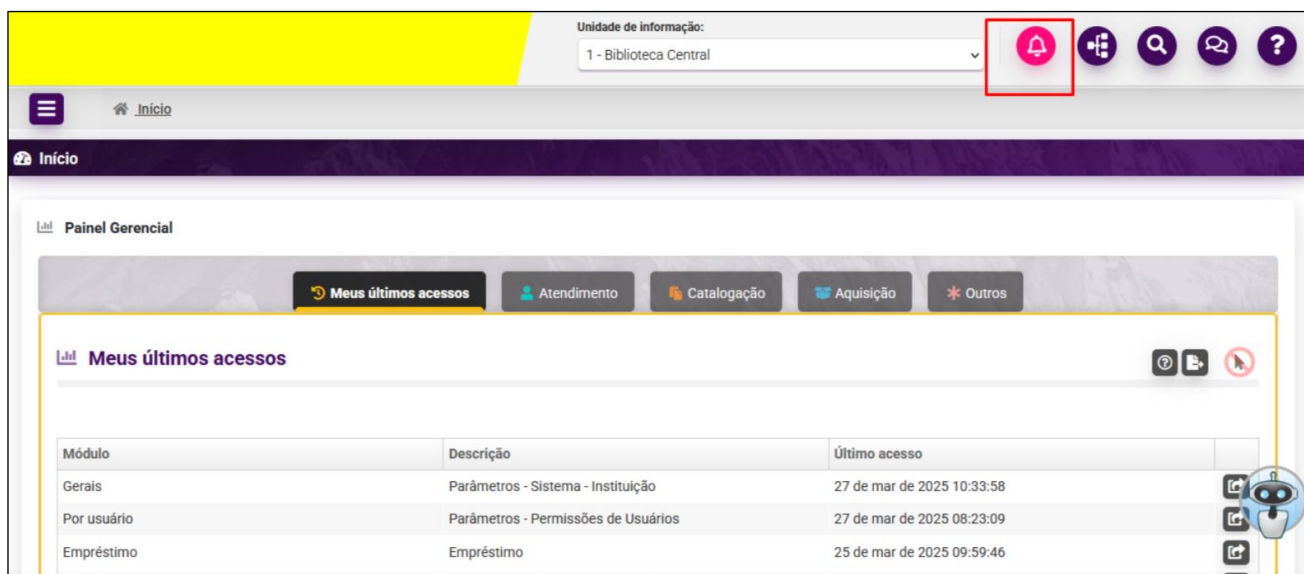 Unidade de informação:
1 - Biblioteca Central
?
Início
Início
Painel Gerencial
Meus últimos acessos Atendimento Catalogação Aquisição Outros
Meus últimos acessos
Módulo Descrição Último acesso
Gerais Parâmetros - Sistema - Instituição 27 de mar de 2025 10:33:58
Por usuário Parâmetros - Permissões de Usuários 27 de mar de 2025 08:23:09
Empréstimo Empréstimo 25 de mar de 2025 09:59:46